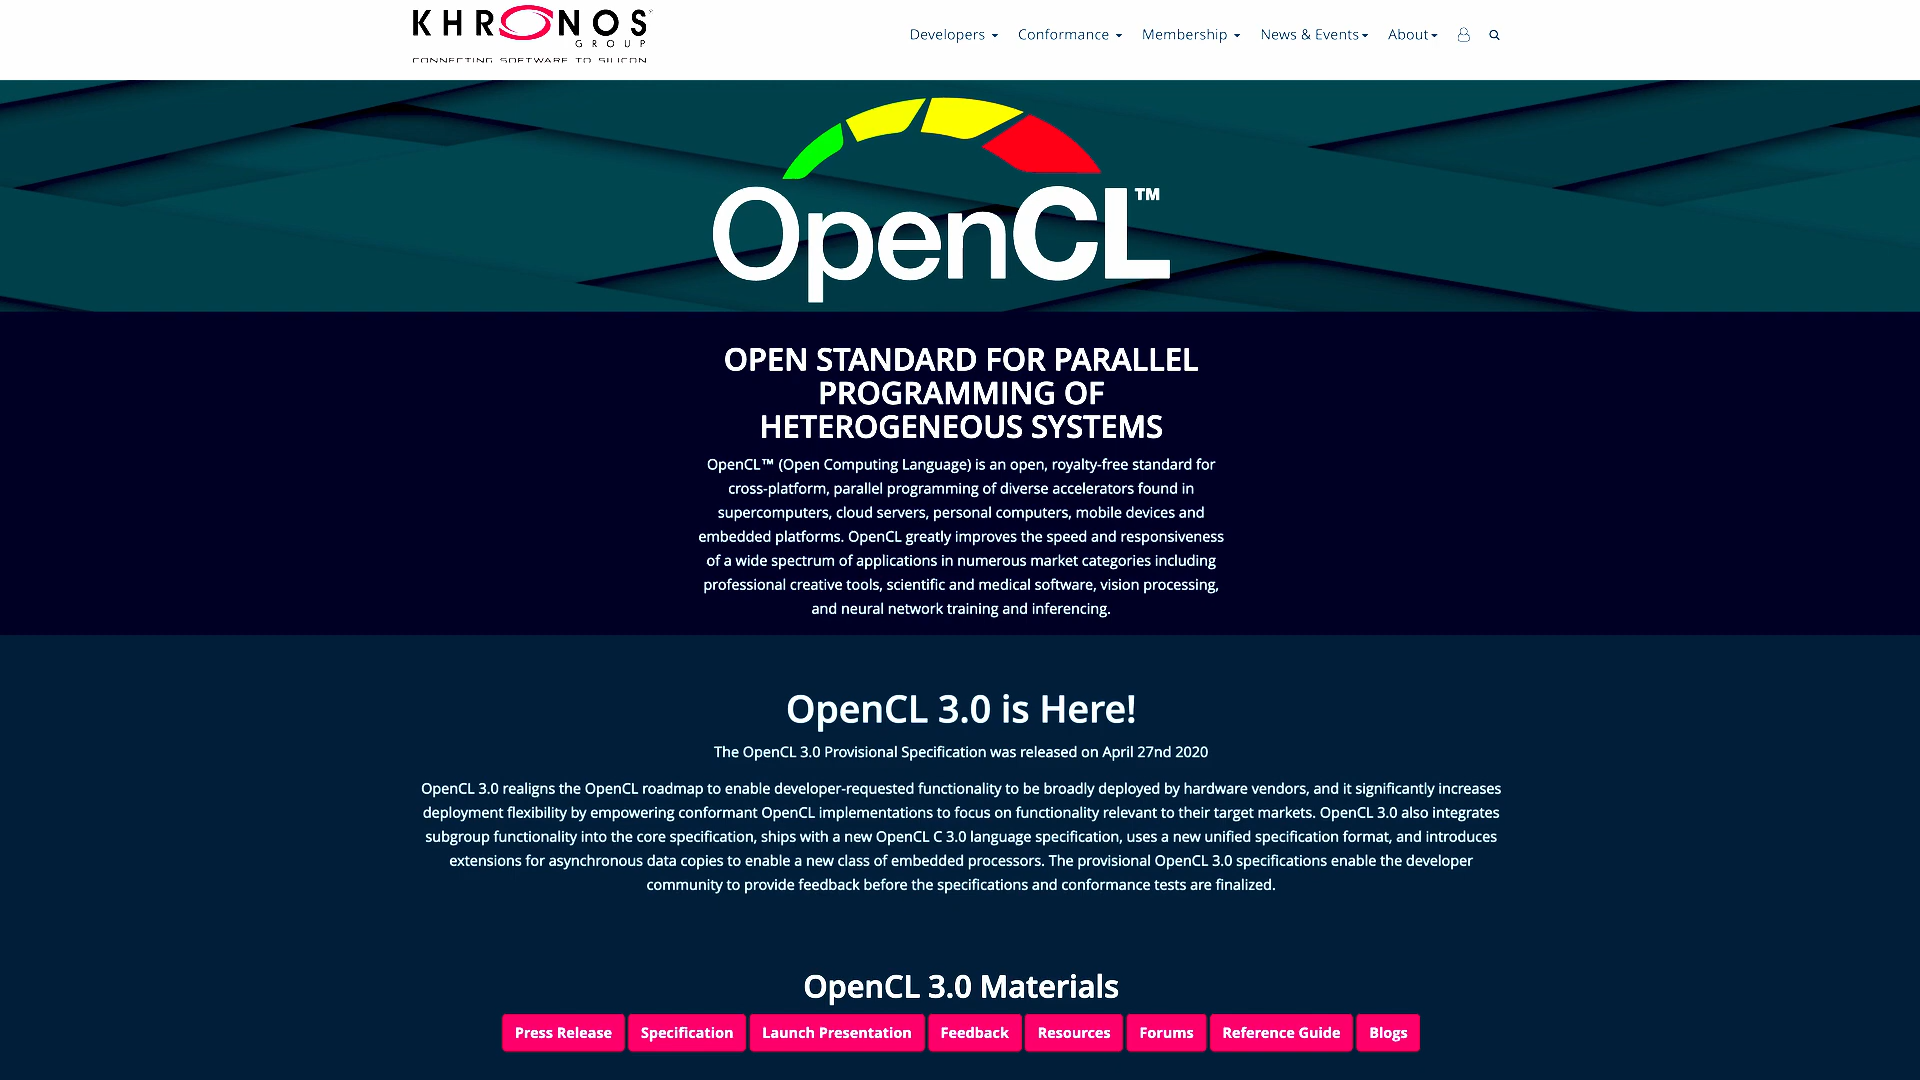 KHRONOS
GROUP
CONNECTING SOFTWARE TO SILICON
Developers
Conformance
Membership
News & Events
About
OpenCL™
OPEN STANDARD FOR PARALLEL
PROGRAMMING OF
HETEROGENEOUS SYSTEMS
OpenCL™ (Open Computing Language) is an open, royalty-free standard for
cross-platform, parallel programming of diverse accelerators found in
supercomputers, cloud servers, personal computers, mobile devices and
embedded platforms. OpenCL greatly improves the speed and responsiveness
of a wide spectrum of applications in numerous market categories including
professional creative tools, scientific and medical software, vision processing,
and neural network training and inferencing.
OpenCL 3.0 is Here!
The OpenCL 3.0 Provisional Specification was released on April 27nd 2020
OpenCL 3.0 realigns the OpenCL roadmap to enable developer-requested functionality to be broadly deployed by hardware vendors, and it significantly increases
deployment flexibility by empowering conformant OpenCL implementations to focus on functionality relevant to their target markets. OpenCL 3.0 also integrates
subgroup functionality into the core specification, ships with a new OpenCL C 3.0 language specification, uses a new unified specification format, and introduces
extensions for asynchronous data copies to enable a new class of embedded processors. The provisional OpenCL 3.0 specifications enable the developer
community to provide feedback before the specifications and conformance tests are finalized.
OpenCL 3.0 Materials
Press Release
Specification
Launch Presentation
Feedback
Resources
Forums
Reference Guide
Blogs